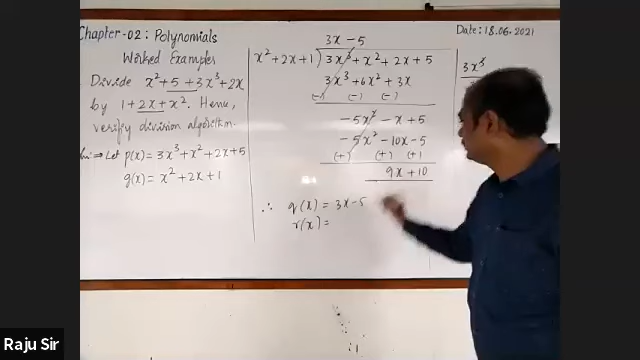 Chapter-02: Polynomials
Date: 18.06.2021
Worked Examples
Divide x² + 5 + 3x³ + 2x
by 1 + 2x + x². Hence,
verify division algorithm.
⇒ Let p(x) = 3x³ + x² + 2x + 5
g(x) = x² + 2x + 1
3x - 5
x² + 2x + 1 ) 3x³ + x² + 2x + 5
3x³ + 6x² + 3x
(-) (-) (-)
-5x² - x + 5
-5x² - 10x - 5
(+) (+) (+)
9x + 10
∴ q(x) = 3x - 5
r(x) =
3x³
Raju Sir